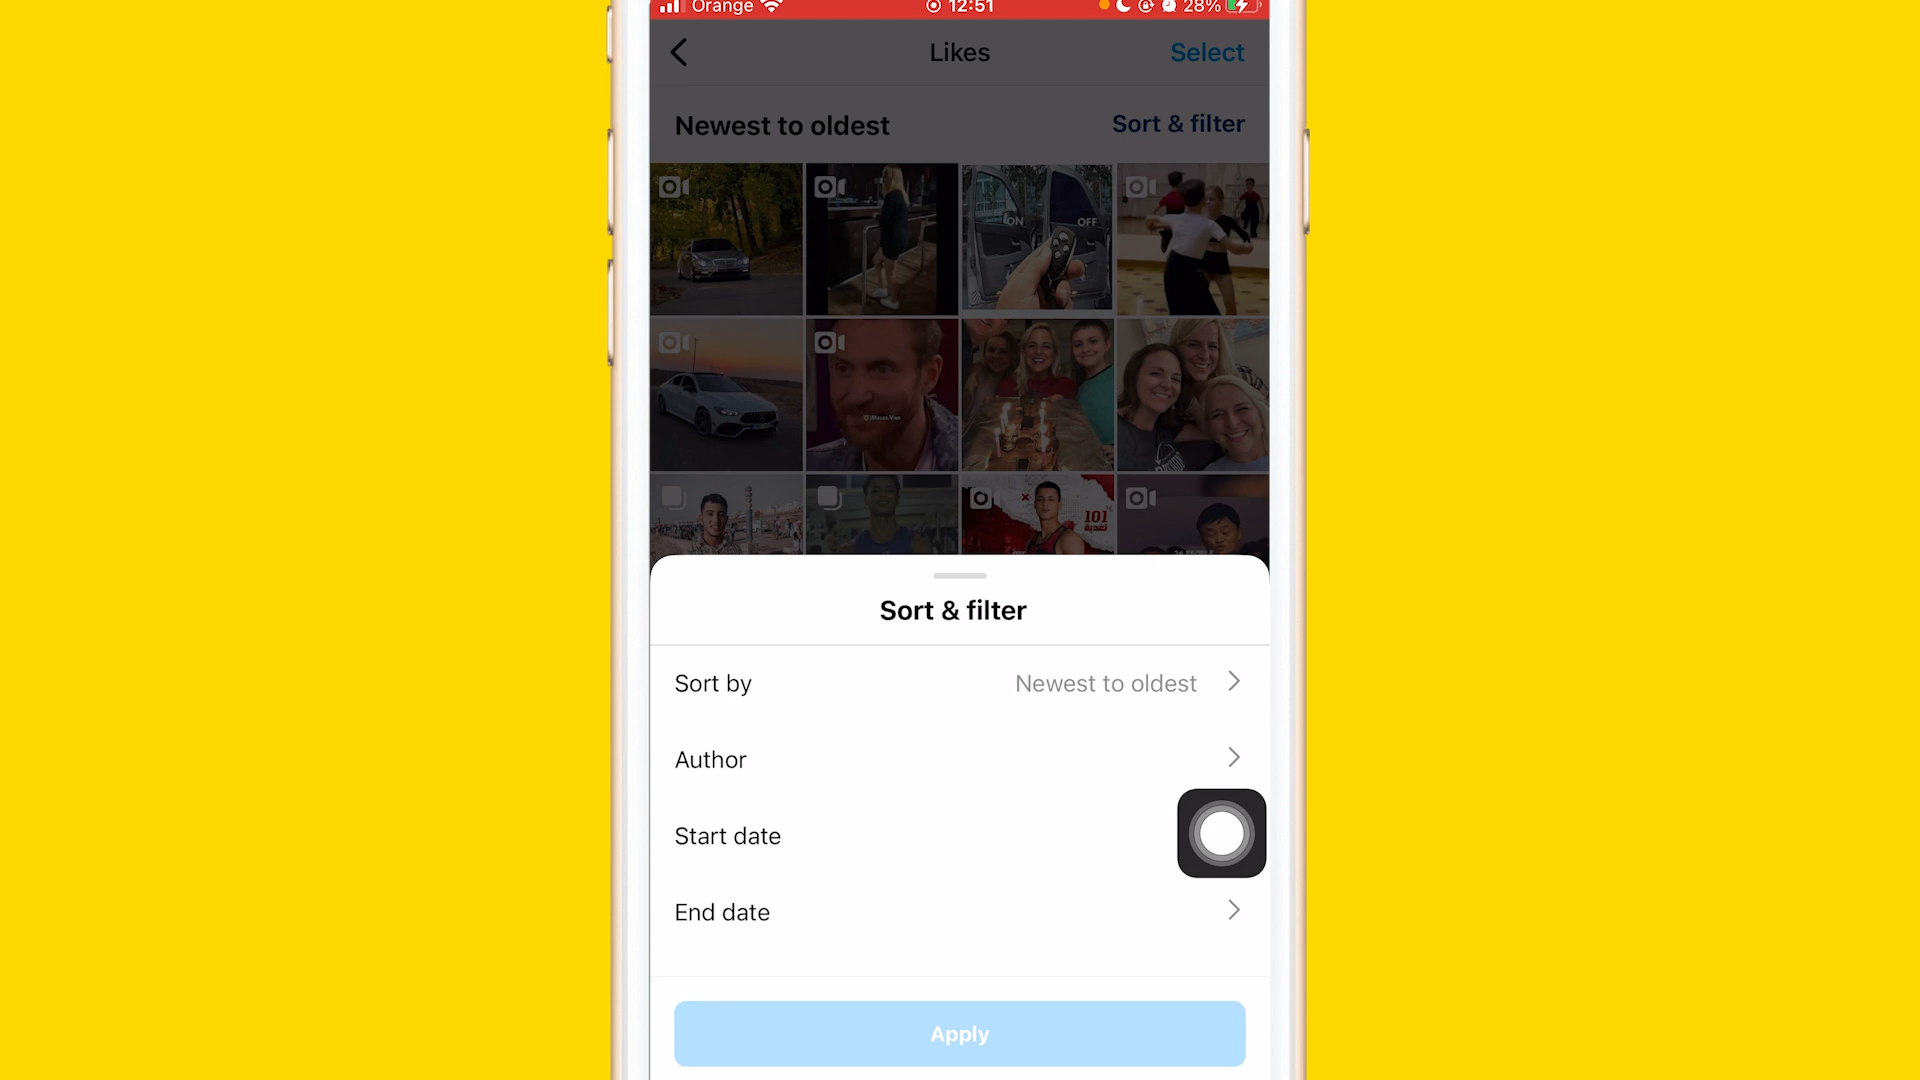 Orange 12:51 28%
Likes Select
Newest to oldest Sort & filter
ON OFF
101
تغدية
Sort & filter
Sort by Newest to oldest
Author
Start date
End date
Apply